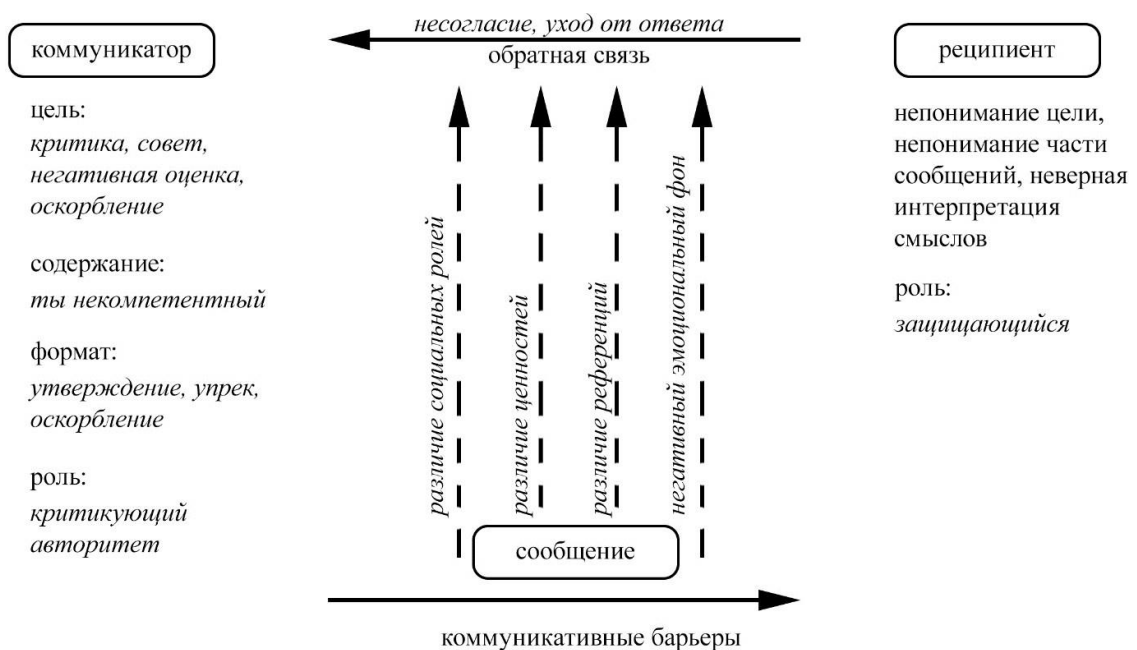 коммуникатор
цель:
критика, совет,
негативная оценка,
оскорбление
содержание:
ты некомпетентный
формат:
утверждение, упрек,
оскорбление
роль:
критикующий
авторитет
несогласие, уход от ответа
обратная связь
различие социальных ролей
различие ценностей
различие референций
негативный эмоциональный фон
сообщение
коммуникативные барьеры
реципиент
непонимание цели,
непонимание части
сообщений, неверная
интерпретация
смыслов
роль:
защищающийся